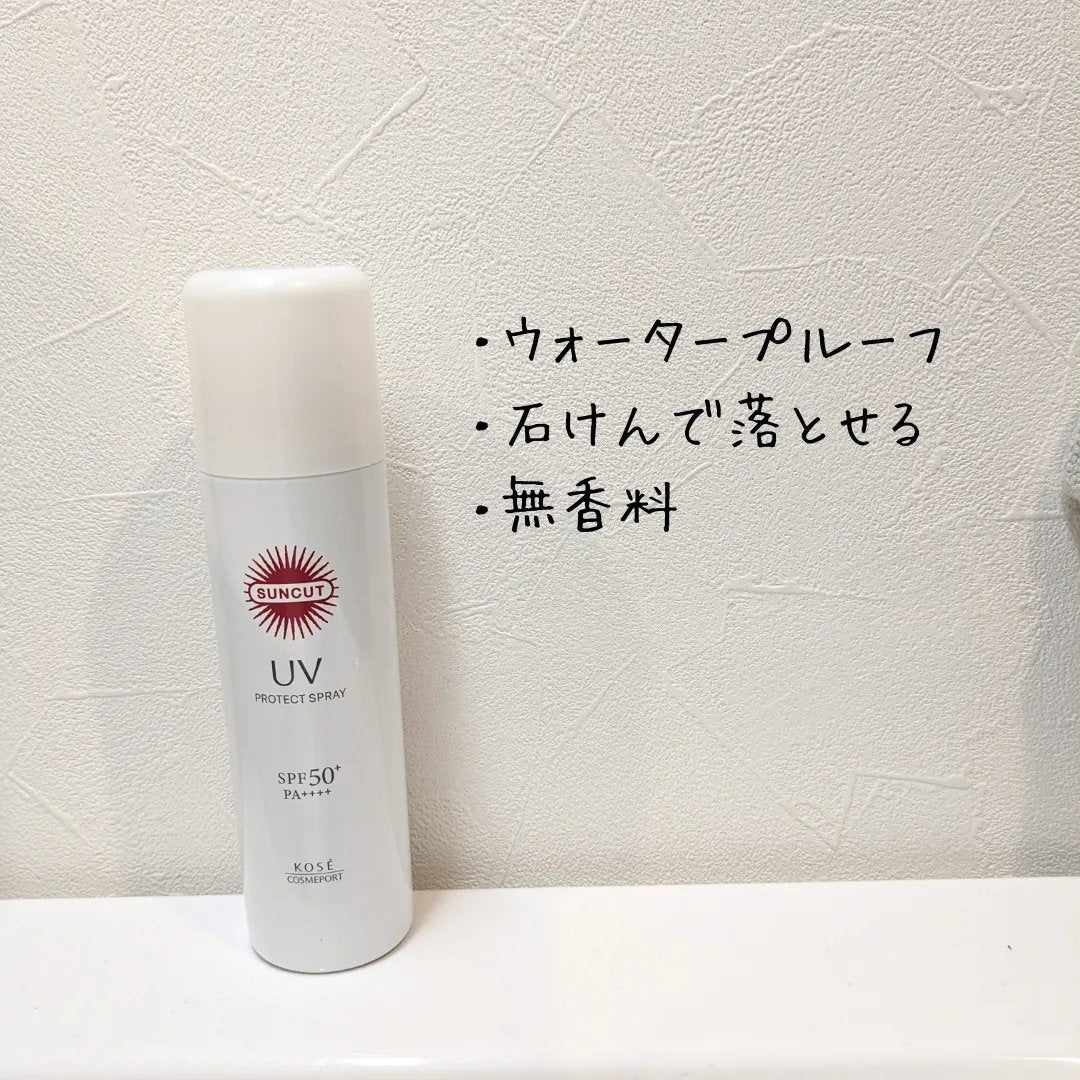 ・ウォータープルーフ
・石けんで落とせる
・無香料
SUNCUT
UV
PROTECT SPRAY
SPF50+
PA++++
KOSÉ
COSMEPORT